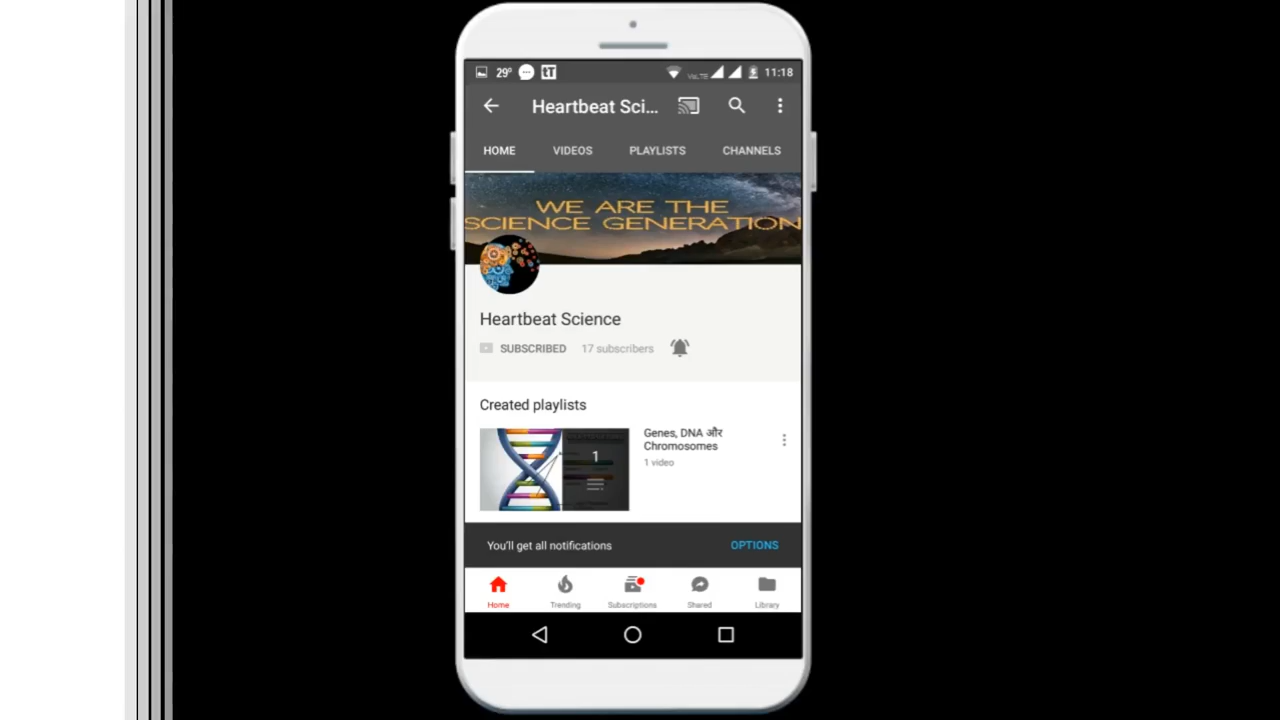 29°
VoLTE
11:18
Heartbeat Sci...
HOME
VIDEOS
PLAYLISTS
CHANNELS
WE ARE THE
SCIENCE GENERATION
Heartbeat Science
SUBSCRIBED
17 subscribers
Created playlists
1
Genes, DNA और
Chromosomes
1 video
You'll get all notifications
OPTIONS
Home
Trending
Subscriptions
Shared
Library